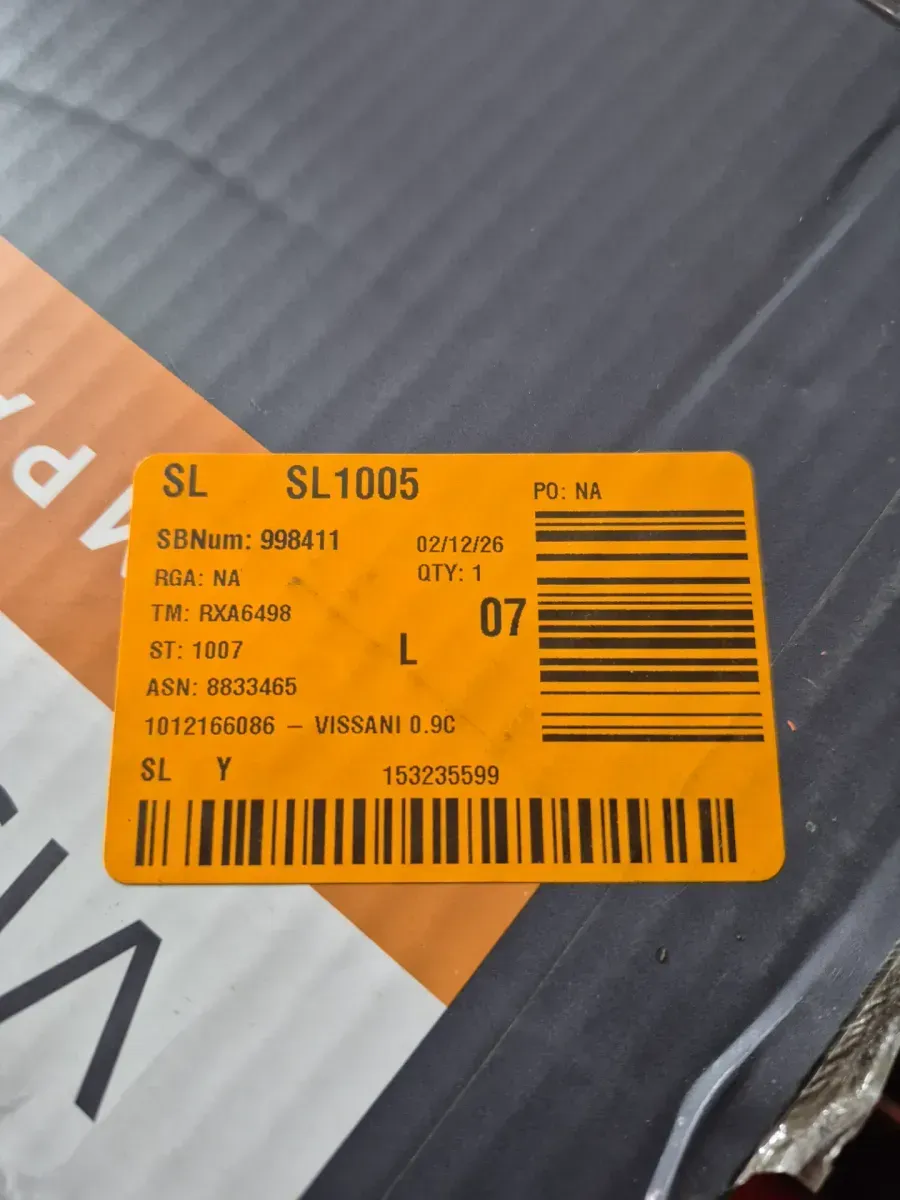 SL SL1005
PO: NA
SBNum: 998411 02/12/26
RGA: NA QTY: 1
TM: RXA6498 07
ST: 1007 L
ASN: 8833465
1012166086 – VISSANI 0.9C
SL Y 153235599